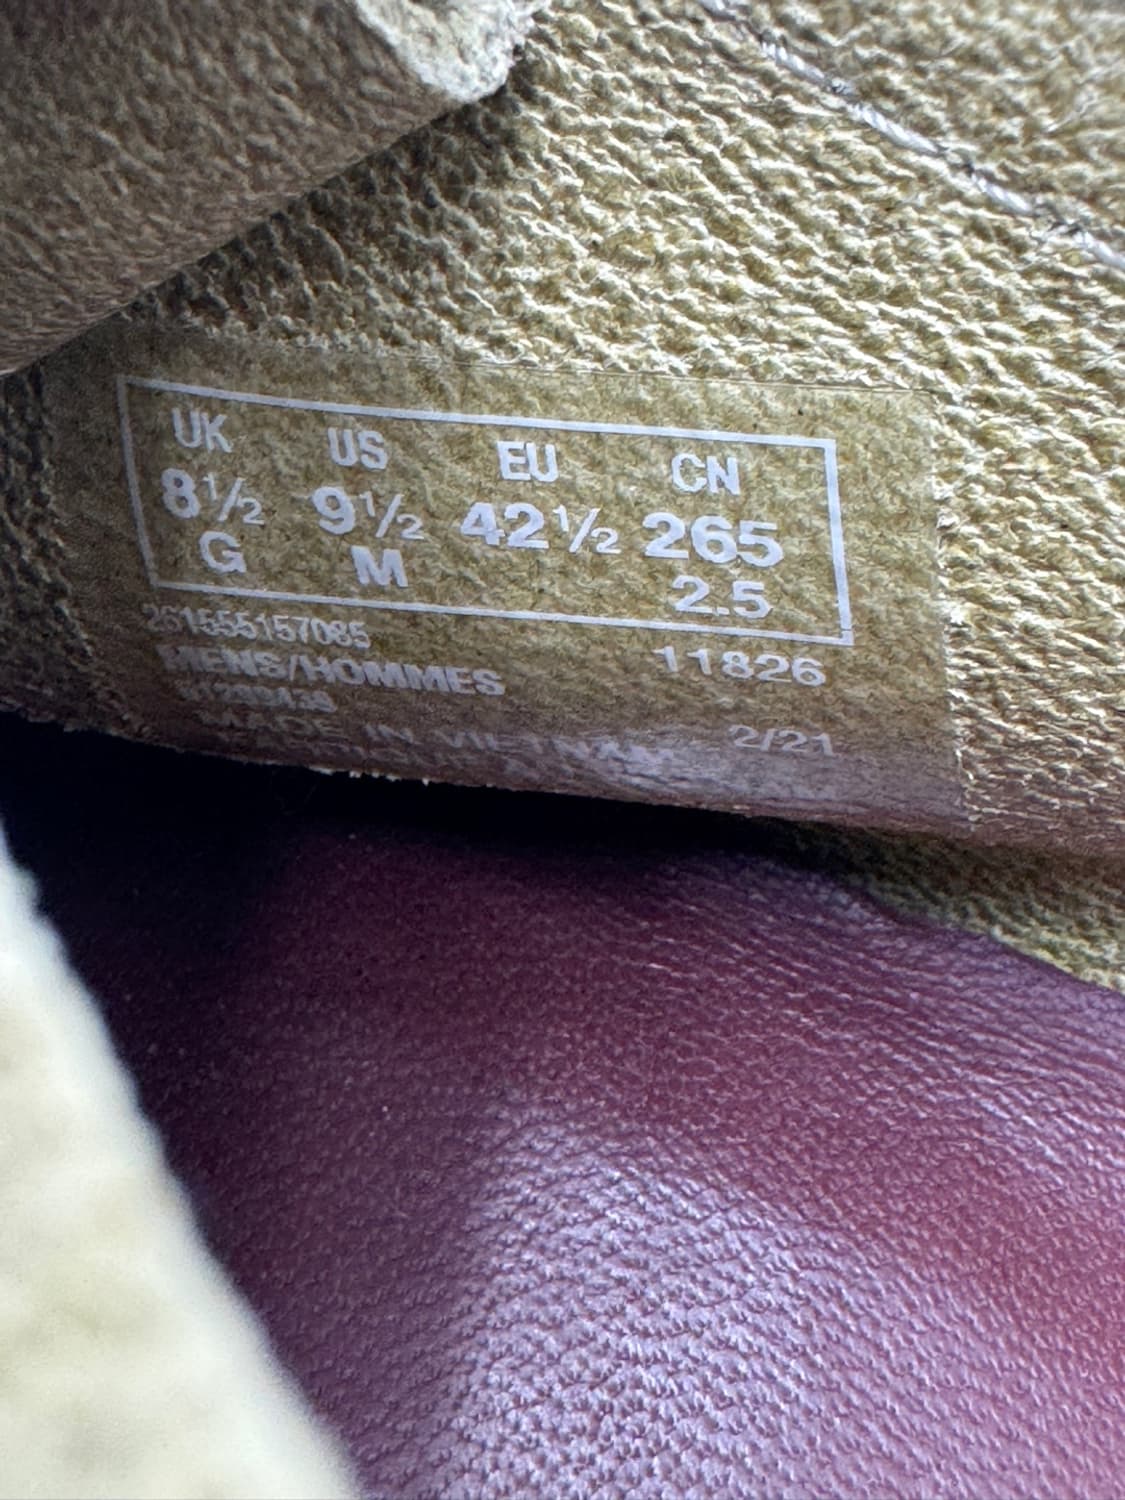 UK US EU CN
8½ 9½ 42½ 265
G M 2.5
261555157085 11826
MENS/HOMMES
MADE IN VIETNAM 2/21